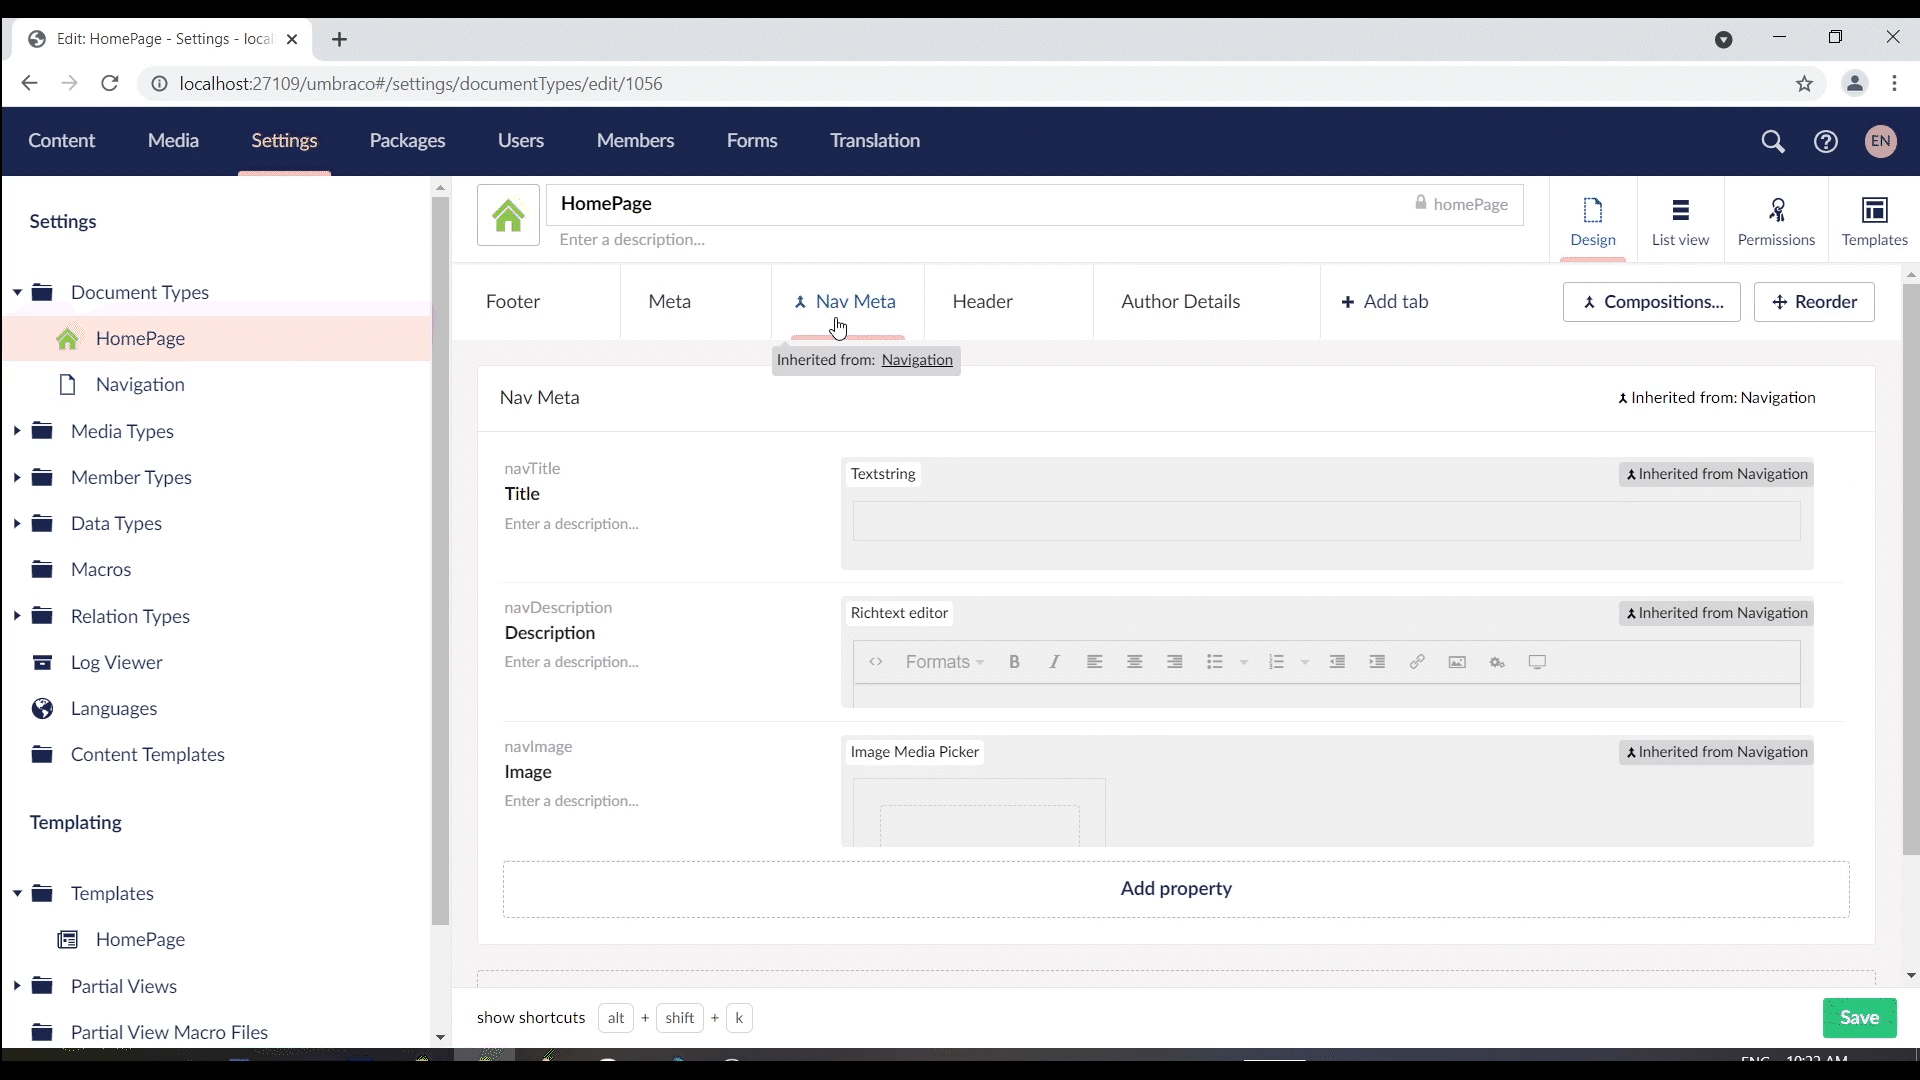 Edit: HomePage - Settings - local
localhost:27109/umbraco#/settings/documentTypes/edit/1056
Content
Media
Settings
Packages
Users
Members
Forms
Translation
EN
Settings
Document Types
HomePage
Navigation
Media Types
Member Types
Data Types
Macros
Relation Types
Log Viewer
Languages
Content Templates
Templating
Templates
HomePage
Partial Views
Partial View Macro Files
HomePage
homePage
Enter a description...
Design
List view
Permissions
Templates
Footer
Meta
Nav Meta
Header
Author Details
+ Add tab
Compositions...
Reorder
Inherited from: Navigation
Nav Meta
Inherited from: Navigation
navTitle
Title
Enter a description...
Textstring
Inherited from Navigation
navDescription
Description
Enter a description...
Richtext editor
Inherited from Navigation
Formats
B
I
navImage
Image
Enter a description...
Image Media Picker
Inherited from Navigation
Add property
show shortcuts alt + shift + k
Save